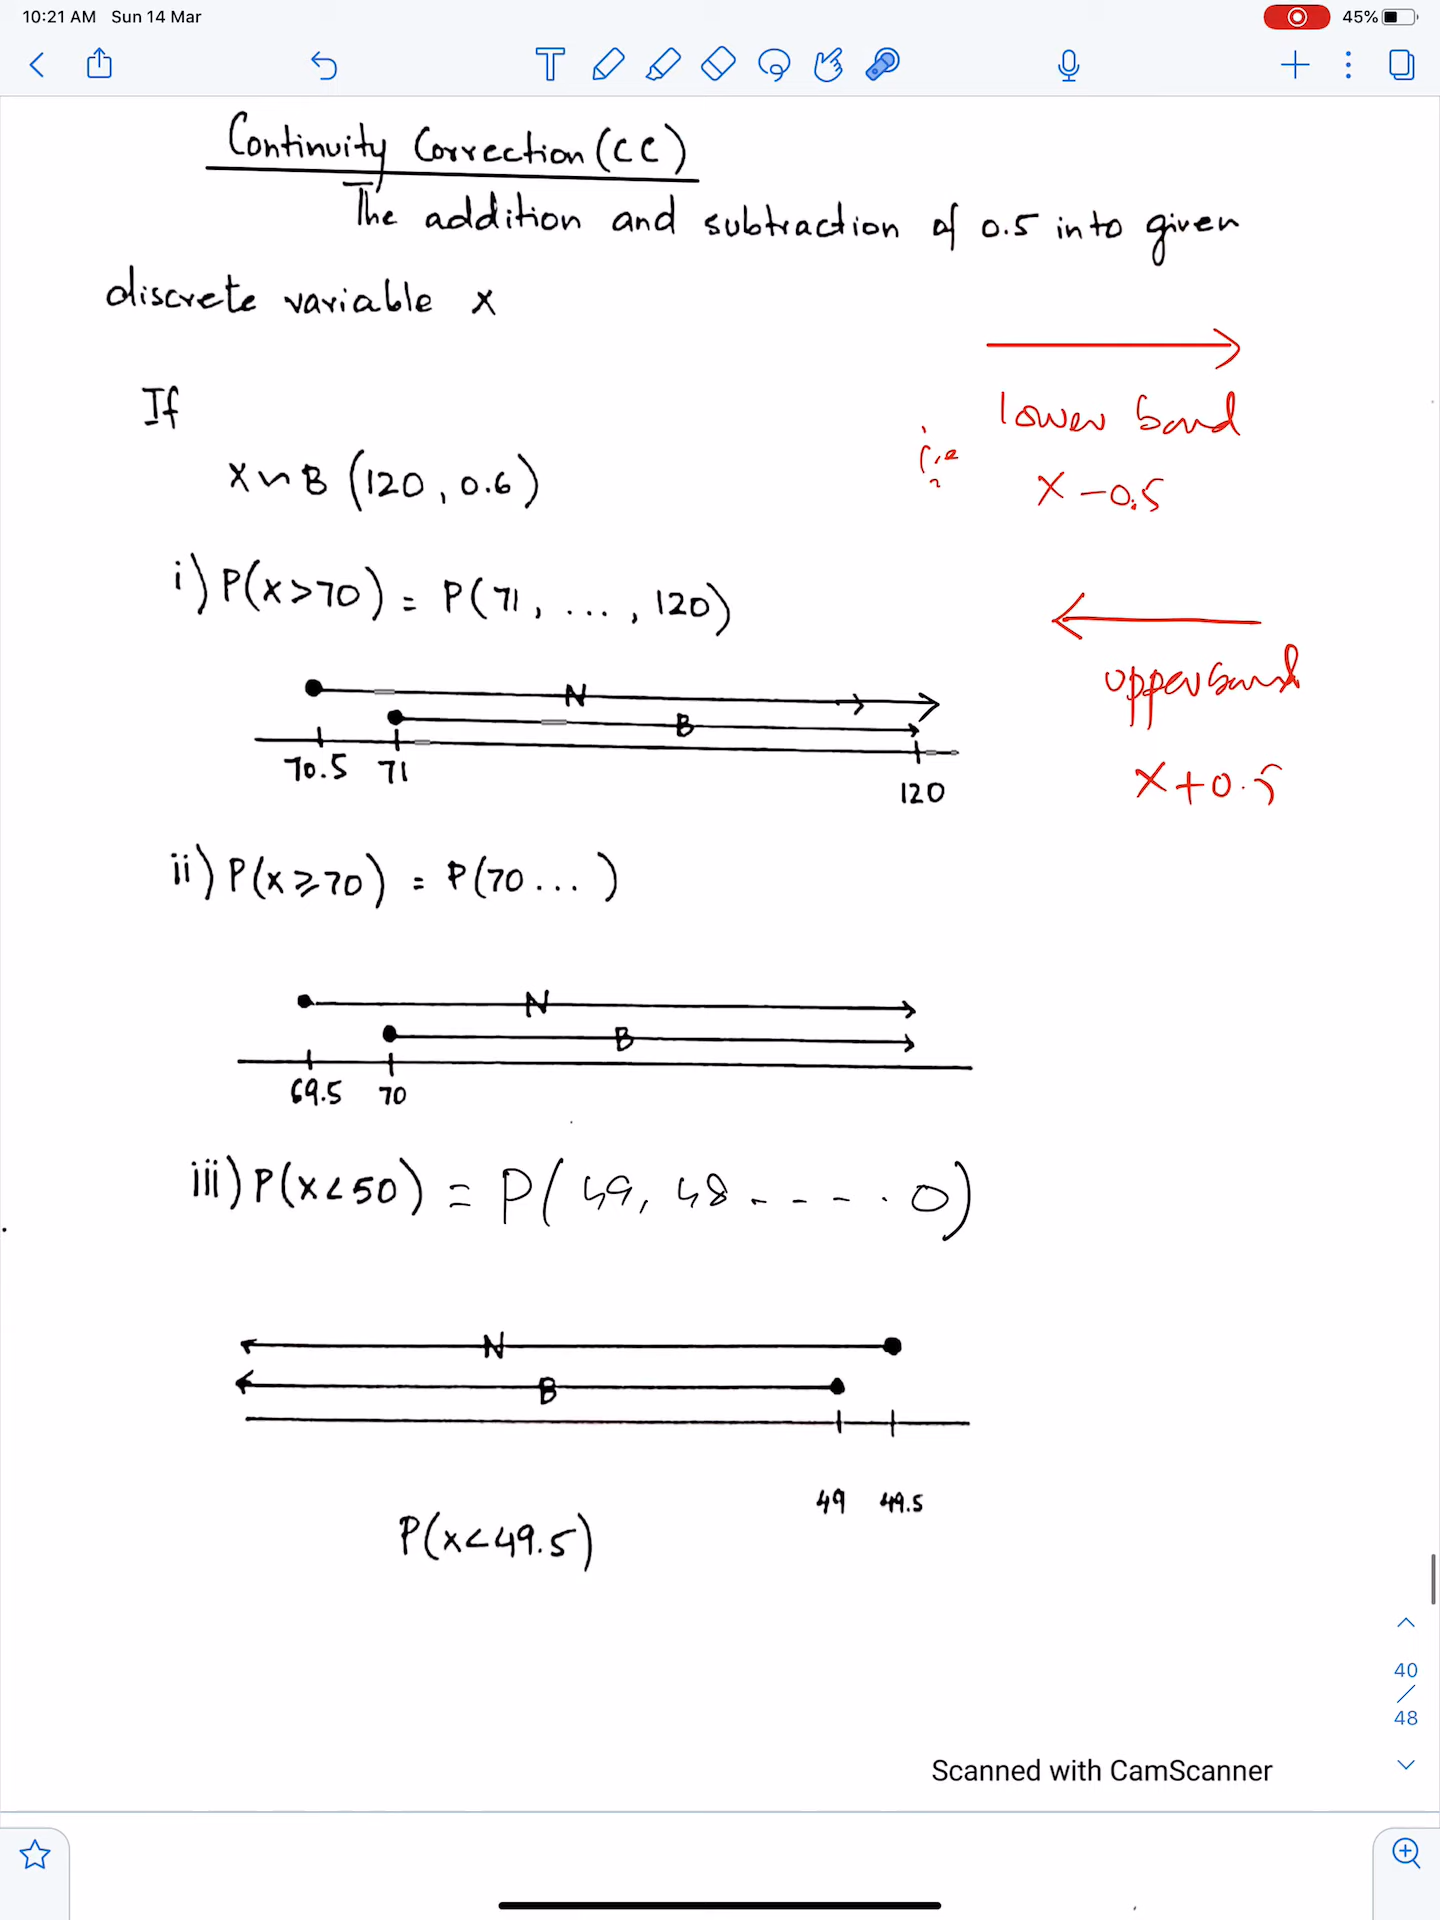 10:21 AM Sun 14 Mar
45%
Continuity Correction (CC)
The addition and subtraction of 0.5 into given
discrete variable x
If
X ~ B (120, 0.6)
i) P(x > 70) = P(71, ..., 120)
N
B
70.5 71
120
ii) P(x ⩾ 70) = P(70 ... )
N
B
69.5 70
iii) P(x < 50) = P(49, 48 - - - - . 0)
N
B
49 49.5
P(x < 49.5)
lower band
i.e
X - 0.5
upper band
X + 0.5
40
/
48
Scanned with CamScanner